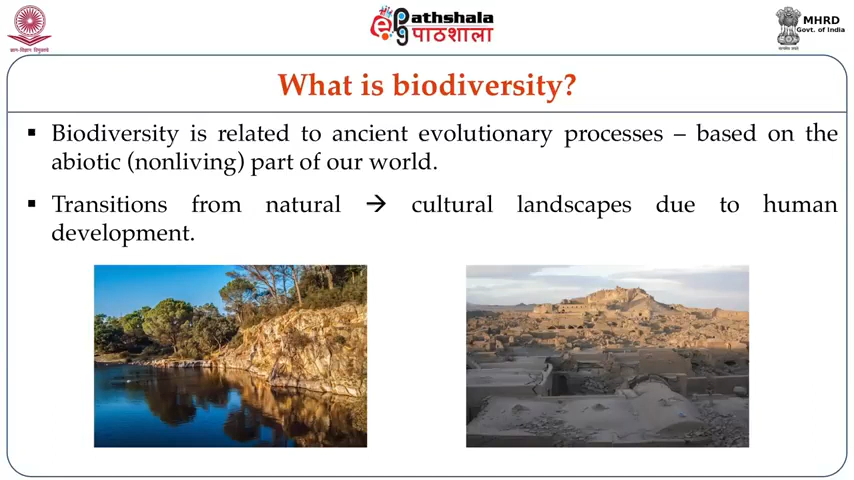 ज्ञान-विज्ञान विमुक्तये
Pathshala
पाठशाला
MHRD
Govt. of India
What is biodiversity?
▪ Biodiversity is related to ancient evolutionary processes – based on the
abiotic (nonliving) part of our world.
▪ Transitions from natural → cultural landscapes due to human
development.